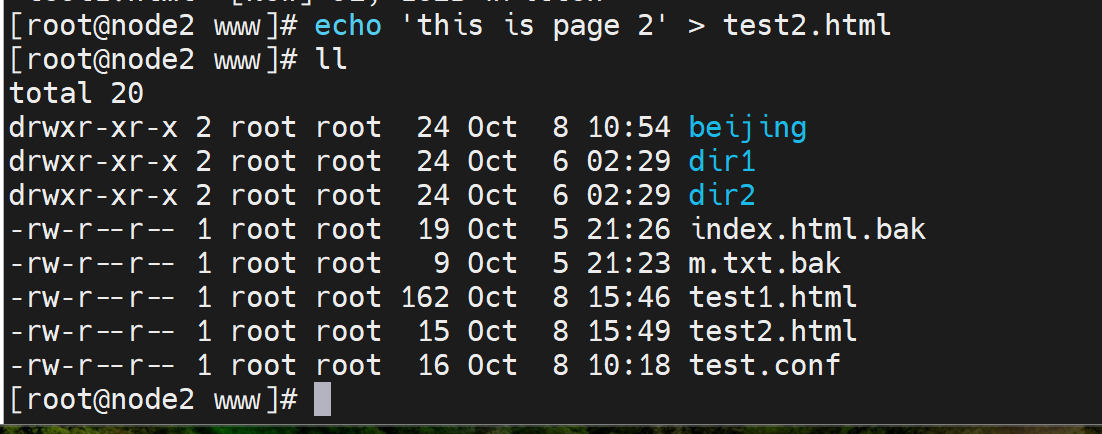 [root@node2 www]# echo 'this is page 2' > test2.html
[root@node2 www]# ll
total 20
drwxr-xr-x 2 root root  24 Oct  8 10:54 beijing
drwxr-xr-x 2 root root  24 Oct  6 02:29 dir1
drwxr-xr-x 2 root root  24 Oct  6 02:29 dir2
-rw-r--r-- 1 root root  19 Oct  5 21:26 index.html.bak
-rw-r--r-- 1 root root   9 Oct  5 21:23 m.txt.bak
-rw-r--r-- 1 root root 162 Oct  8 15:46 test1.html
-rw-r--r-- 1 root root  15 Oct  8 15:49 test2.html
-rw-r--r-- 1 root root  16 Oct  8 10:18 test.conf
[root@node2 www]#